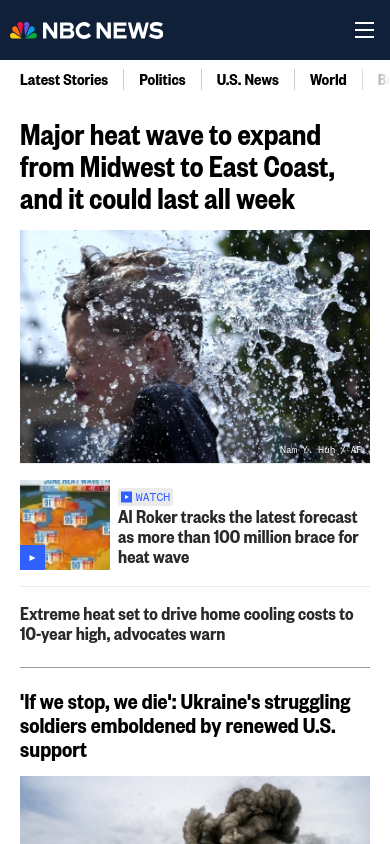 NBC NEWS
Latest Stories
Politics
U.S. News
World
Major heat wave to expand
from Midwest to East Coast,
and it could last all week
Nam Y. Huh / AP
WATCH
Al Roker tracks the latest forecast
as more than 100 million brace for
heat wave
Extreme heat set to drive home cooling costs to
10-year high, advocates warn
'If we stop, we die': Ukraine's struggling
soldiers emboldened by renewed U.S.
support